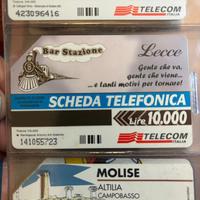 423096416
TELECOM
ITALIA
Bar Stazione
Lecce
Gente che va,
gente che viene...
...e tanti motivi per tornare!
SCHEDA TELEFONICA
Lire 10.000
141055723
TELECOM
ITALIA
MOLISE
ALTILIA
CAMPOBASSO